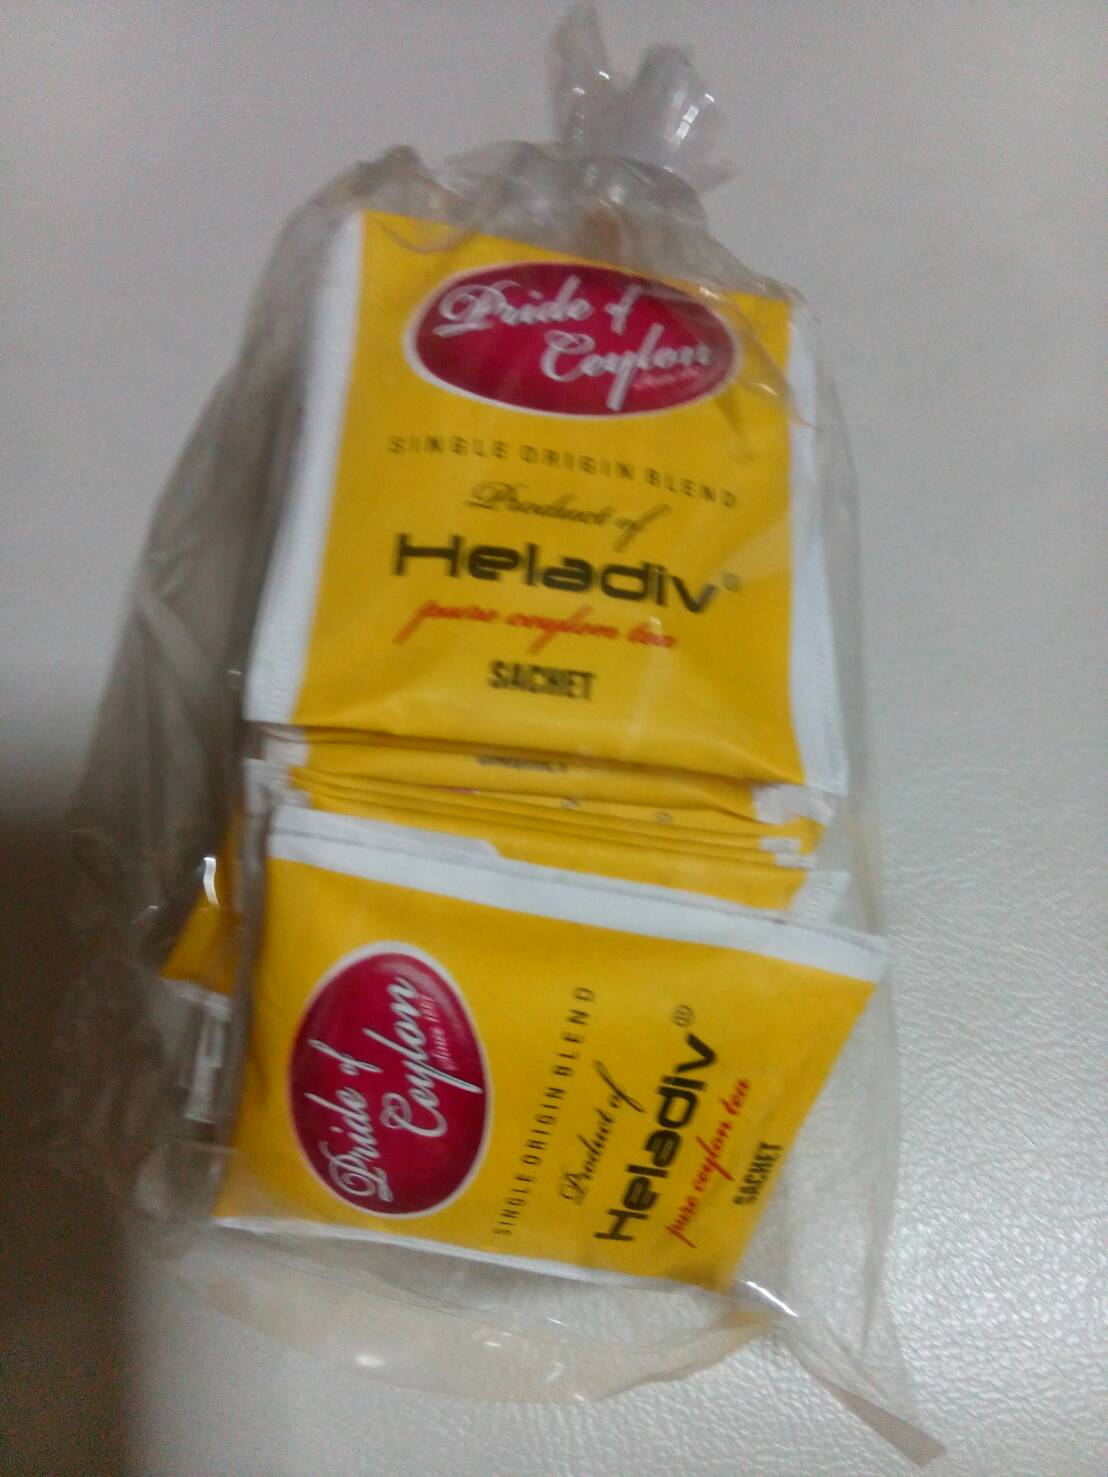 Pride of
Ceylon
SINGLE ORIGIN BLEND
Product of
Heladiv®
pure ceylon tea
SACHET
Pride of
Ceylon
SINGLE ORIGIN BLEND
Product of
Heladiv®
pure ceylon tea
SACHET